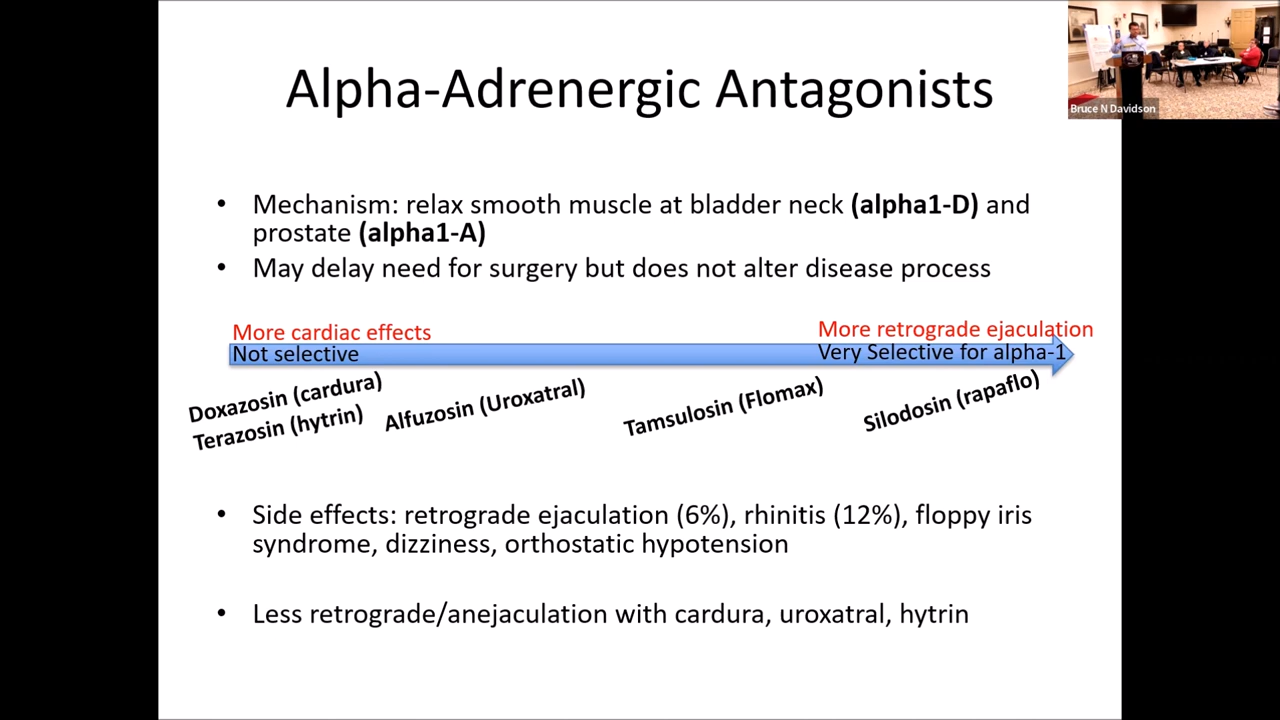 Alpha-Adrenergic Antagonists
Bruce N Davidson
• Mechanism: relax smooth muscle at bladder neck (alpha1-D) and
prostate (alpha1-A)
• May delay need for surgery but does not alter disease process
More cardiac effects
More retrograde ejaculation
Not selective
Very Selective for alpha-1
Doxazosin (cardura)
Terazosin (hytrin)
Alfuzosin (Uroxatral)
Tamsulosin (Flomax)
Silodosin (rapaflo)
• Side effects: retrograde ejaculation (6%), rhinitis (12%), floppy iris
syndrome, dizziness, orthostatic hypotension
• Less retrograde/anejaculation with cardura, uroxatral, hytrin